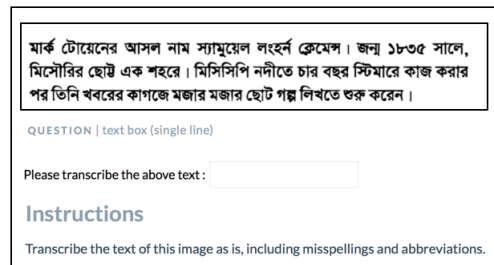 মার্ক টোয়েনের আসল নাম স্যামুয়েল লংহর্ন ক্লেমেন্স। জন্ম ১৮৩৫ সালে,
মিসৌরির ছোট্ট এক শহরে। মিসিসিপি নদীতে চার বছর স্টিমারে কাজ করার
পর তিনি খবরের কাগজে মজার মজার ছোট গল্প লিখতে শুরু করেন।
QUESTION | text box (single line)
Please transcribe the above text :
Instructions
Transcribe the text of this image as is, including misspellings and abbreviations.